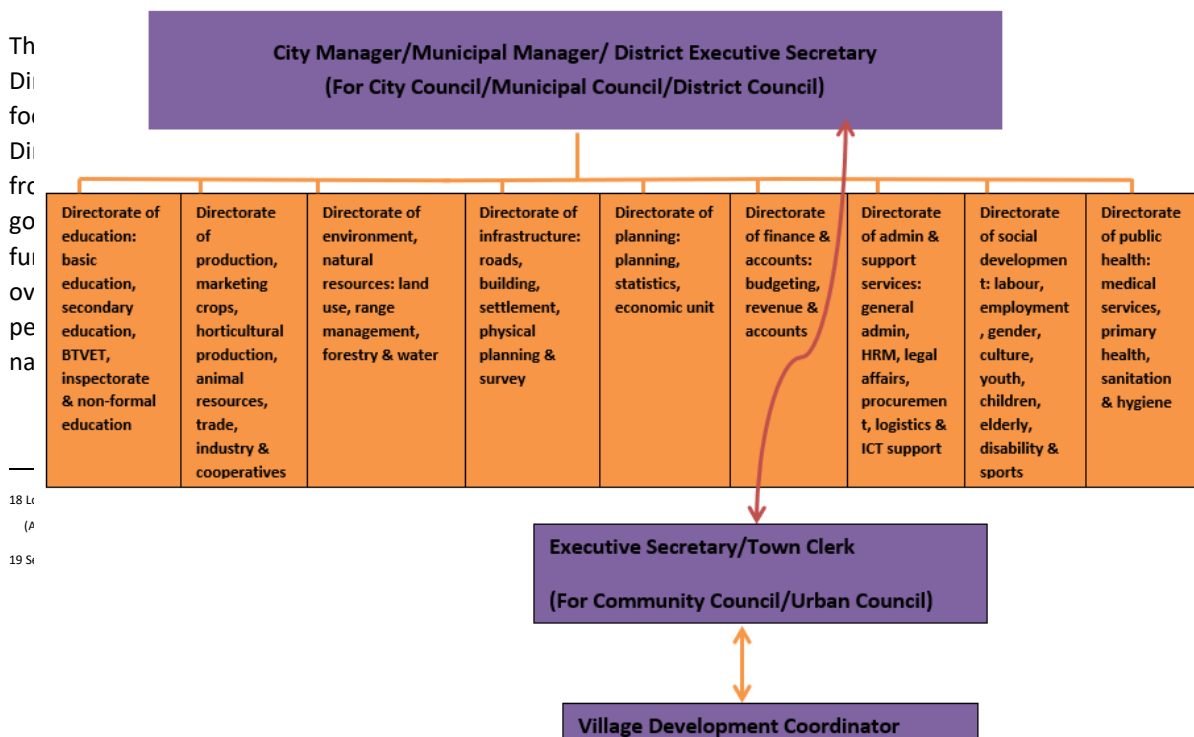 City Manager/Municipal Manager/ District Executive Secretary
(For City Council/Municipal Council/District Council)
Directorate of
education:
basic
education,
secondary
education,
BTVET,
inspectorate
& non-formal
education
Directorate
of
production,
marketing
crops,
horticultural
production,
animal
resources,
trade,
industry &
cooperatives
Directorate of
environment,
natural
resources: land
use, range
management,
forestry & water
Directorate of
infrastructure:
roads,
building,
settlement,
physical
planning &
survey
Directorate of
planning:
planning,
statistics,
economic unit
Directorate
of finance &
accounts:
budgeting,
revenue &
accounts
Directorate
of admin &
support
services:
general
admin,
HRM, legal
affairs,
procuremen
t, logistics &
ICT support
Directorate
of social
developmen
t: labour,
employment
, gender,
culture,
youth,
children,
elderly,
disability &
sports
Directorate
of public
health:
medical
services,
primary
health,
sanitation
& hygiene
18
19
Executive Secretary/Town Clerk
(For Community Council/Urban Council)
Village Development Coordinator